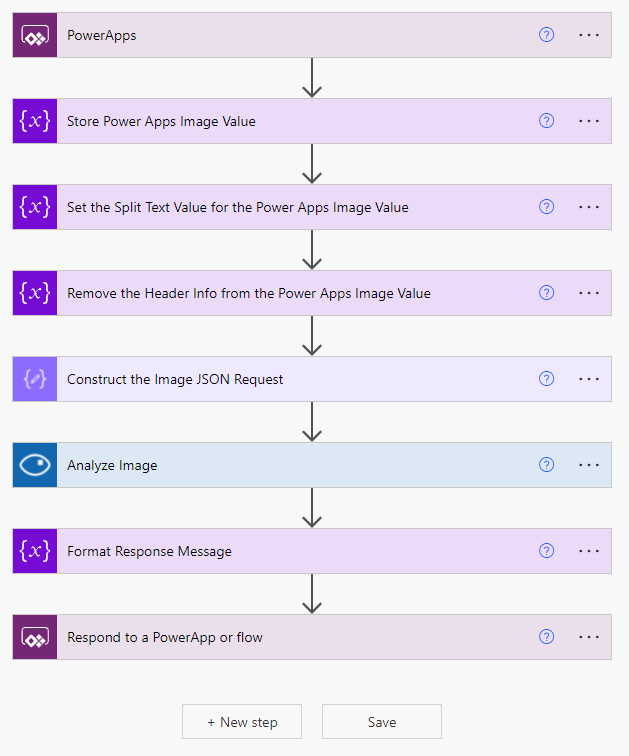 PowerApps
{x} Store Power Apps Image Value
{x} Set the Split Text Value for the Power Apps Image Value
{x} Remove the Header Info from the Power Apps Image Value
Construct the Image JSON Request
Analyze Image
{x} Format Response Message
Respond to a PowerApp or flow
+ New step Save